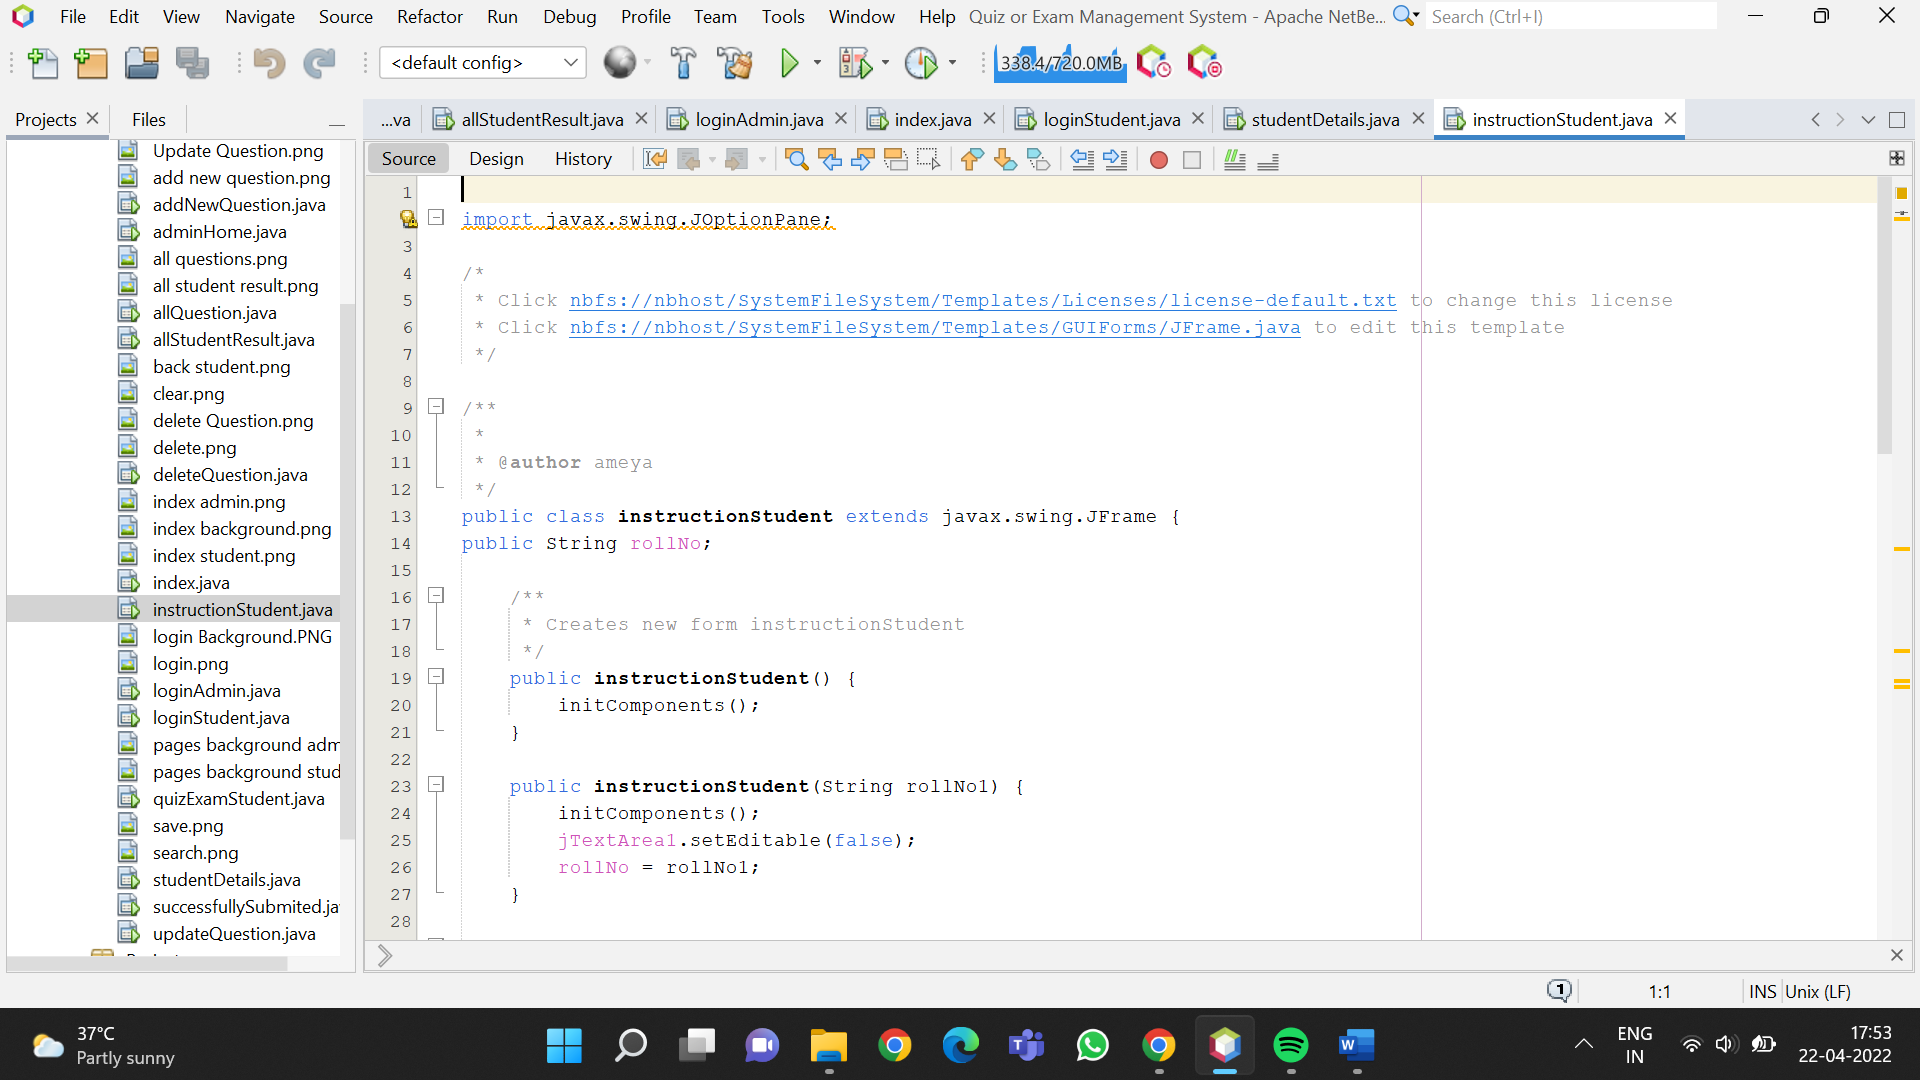 File Edit View Navigate Source Refactor Run Debug Profile Team Tools Window Help Quiz or Exam Management System - Apache NetBe... Search (Ctrl+I)
<default config> 338.4/720.0MB
Projects Files ...va allStudentResult.java loginAdmin.java index.java loginStudent.java studentDetails.java instructionStudent.java
Source Design History
Update Question.png
add new question.png
addNewQuestion.java
adminHome.java
all questions.png
all student result.png
allQuestion.java
allStudentResult.java
back student.png
clear.png
delete Question.png
delete.png
deleteQuestion.java
index admin.png
index background.png
index student.png
index.java
instructionStudent.java
login Background.PNG
login.png
loginAdmin.java
loginStudent.java
pages background adm
pages background stud
quizExamStudent.java
save.png
search.png
studentDetails.java
successfullySubmited.ja
updateQuestion.java
1
import javax.swing.JOptionPane;
3
4 /*
5 * Click nbfs://nbhost/SystemFileSystem/Templates/Licenses/license-default.txt to change this license
6 * Click nbfs://nbhost/SystemFileSystem/Templates/GUIForms/JFrame.java to edit this template
7 */
8
9 /**
10 *
11 * @author ameya
12 */
13 public class instructionStudent extends javax.swing.JFrame {
14 public String rollNo;
15
16 /**
17 * Creates new form instructionStudent
18 */
19 public instructionStudent() {
20 initComponents();
21 }
22
23 public instructionStudent(String rollNo1) {
24 initComponents();
25 jTextArea1.setEditable(false);
26 rollNo = rollNo1;
27 }
28
1 1:1 INS Unix (LF)
37°C
Partly sunny
ENG
IN
17:53
22-04-2022